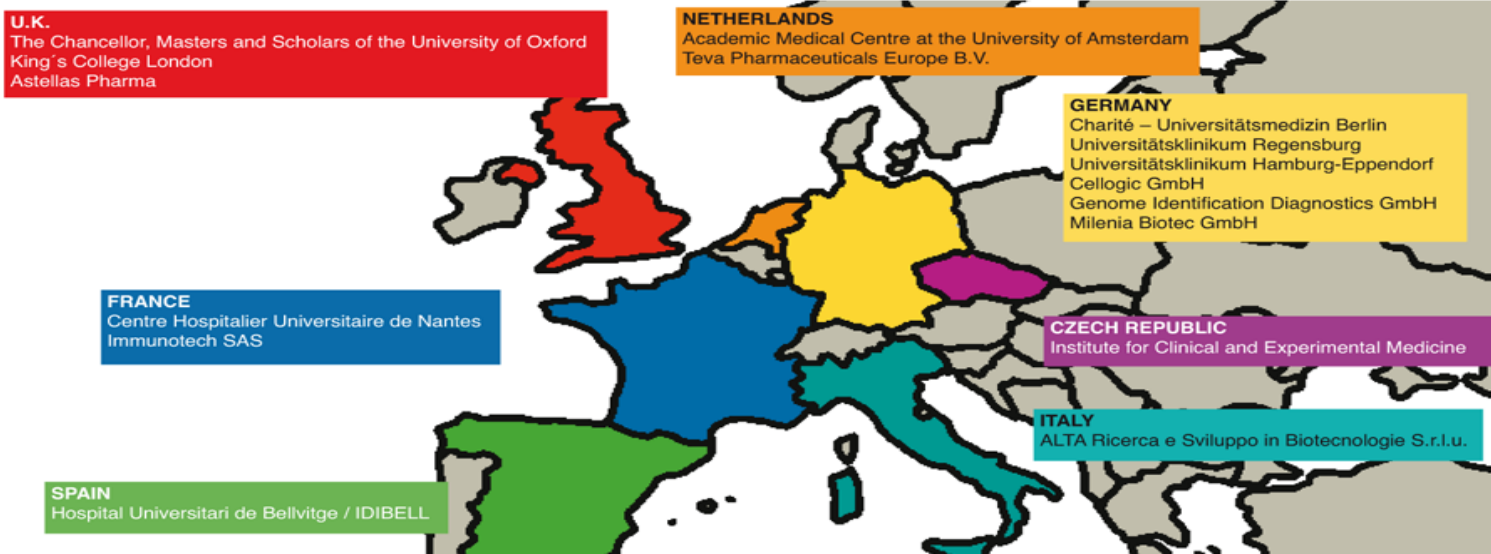 U.K.
The Chancellor, Masters and Scholars of the University of Oxford
King´s College London
Astellas Pharma
NETHERLANDS
Academic Medical Centre at the University of Amsterdam
Teva Pharmaceuticals Europe B.V.
GERMANY
Charité – Universitätsmedizin Berlin
Universitätsklinikum Regensburg
Universitätsklinikum Hamburg-Eppendorf
Cellogic GmbH
Genome Identification Diagnostics GmbH
Milenia Biotec GmbH
FRANCE
Centre Hospitalier Universitaire de Nantes
Immunotech SAS
CZECH REPUBLIC
Institute for Clinical and Experimental Medicine
ITALY
ALTA Ricerca e Sviluppo in Biotecnologie S.r.l.u.
SPAIN
Hospital Universitari de Bellvitge / IDIBELL